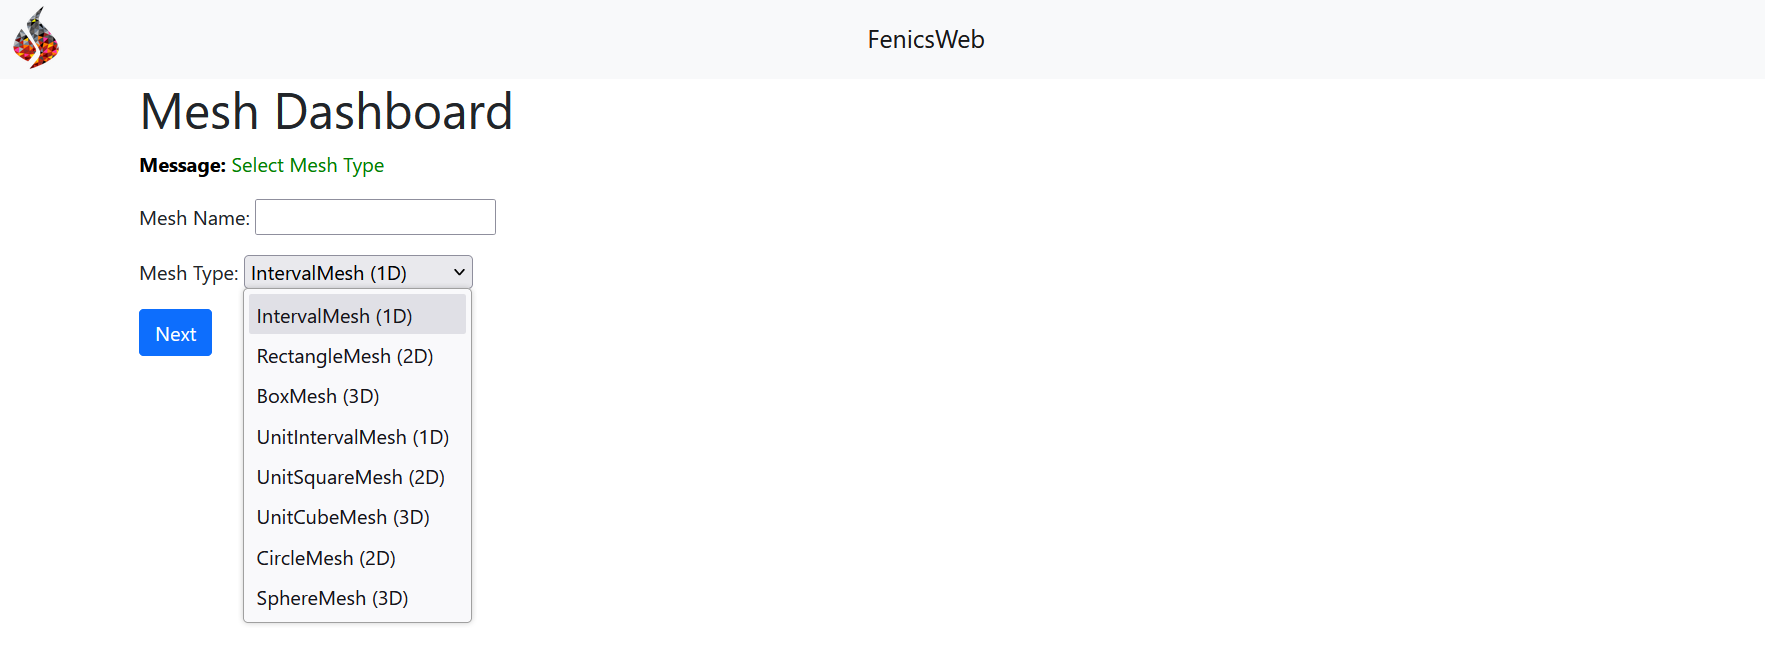 FenicsWeb
Mesh Dashboard
Message: Select Mesh Type
Mesh Name:
Mesh Type: IntervalMesh (1D)
Next
IntervalMesh (1D)
RectangleMesh (2D)
BoxMesh (3D)
UnitIntervalMesh (1D)
UnitSquareMesh (2D)
UnitCubeMesh (3D)
CircleMesh (2D)
SphereMesh (3D)